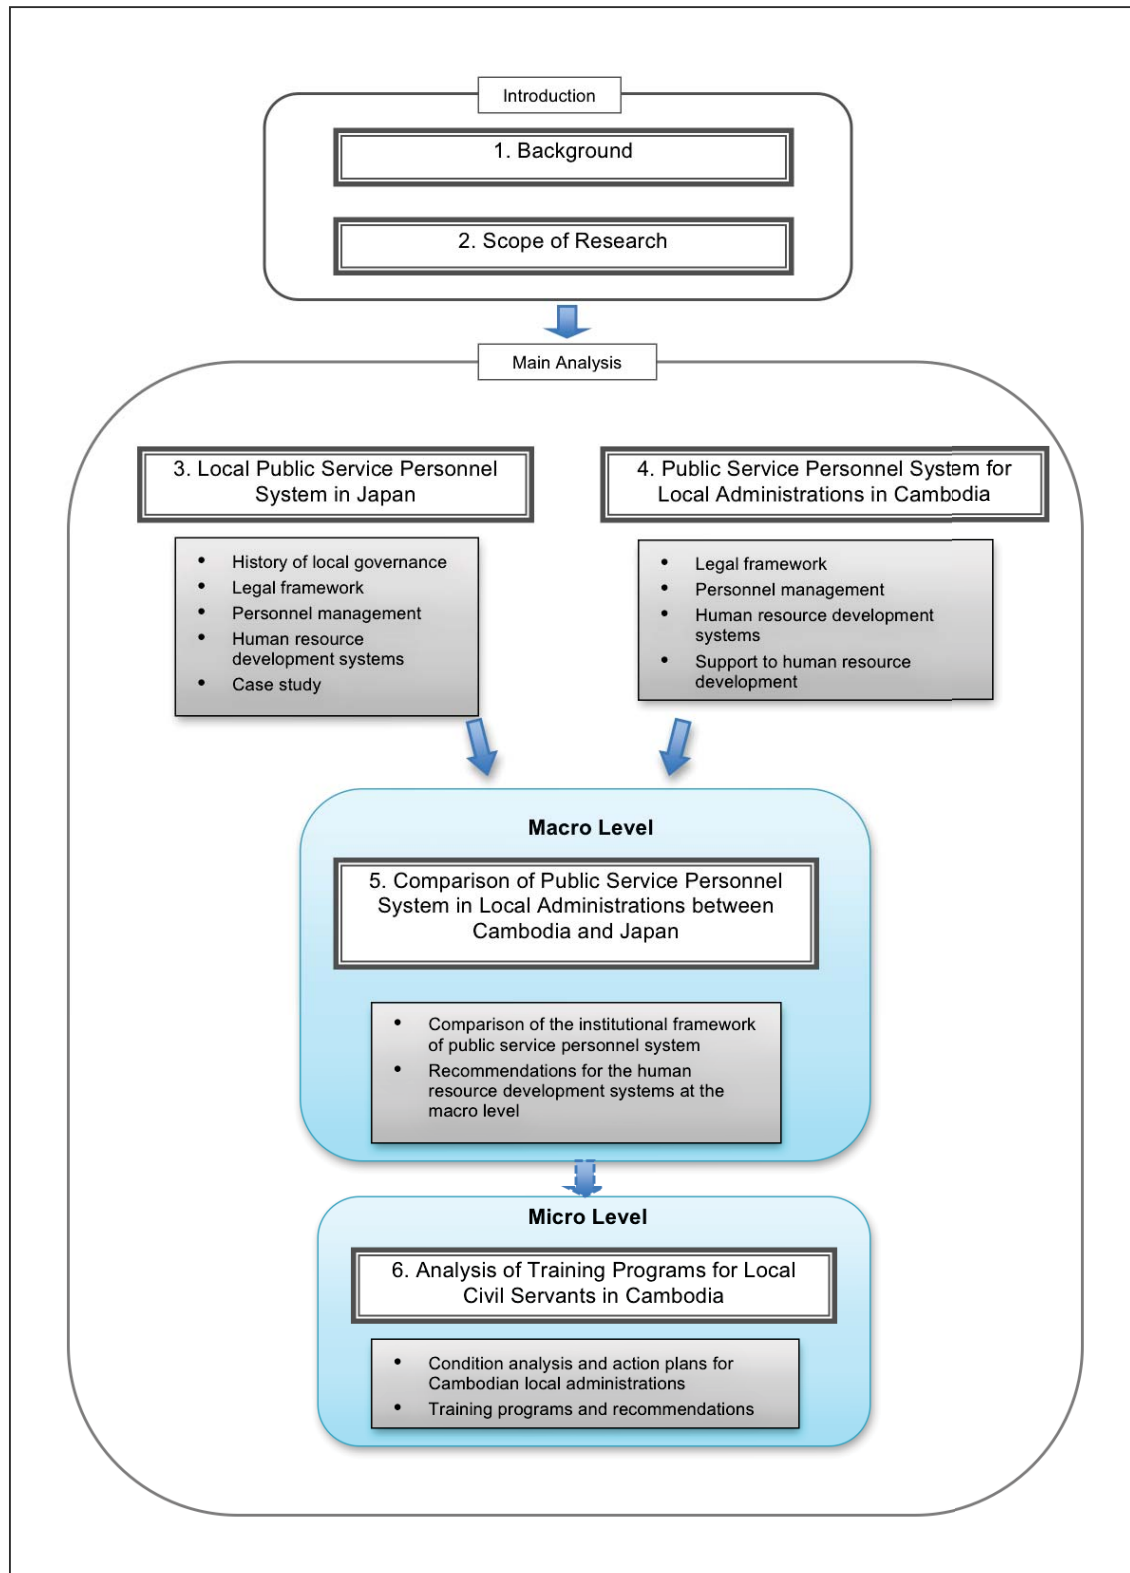 Introduction
1. Background
2. Scope of Research
Main Analysis
3. Local Public Service Personnel
System in Japan
• History of local governance
• Legal framework
• Personnel management
• Human resource
development systems
• Case study
4. Public Service Personnel System for
Local Administrations in Cambodia
• Legal framework
• Personnel management
• Human resource development
systems
• Support to human resource
development
Macro Level
5. Comparison of Public Service Personnel
System in Local Administrations between
Cambodia and Japan
• Comparison of the institutional framework
of public service personnel system
• Recommendations for the human
resource development systems at the
macro level
Micro Level
6. Analysis of Training Programs for Local
Civil Servants in Cambodia
• Condition analysis and action plans for
Cambodian local administrations
• Training programs and recommendations